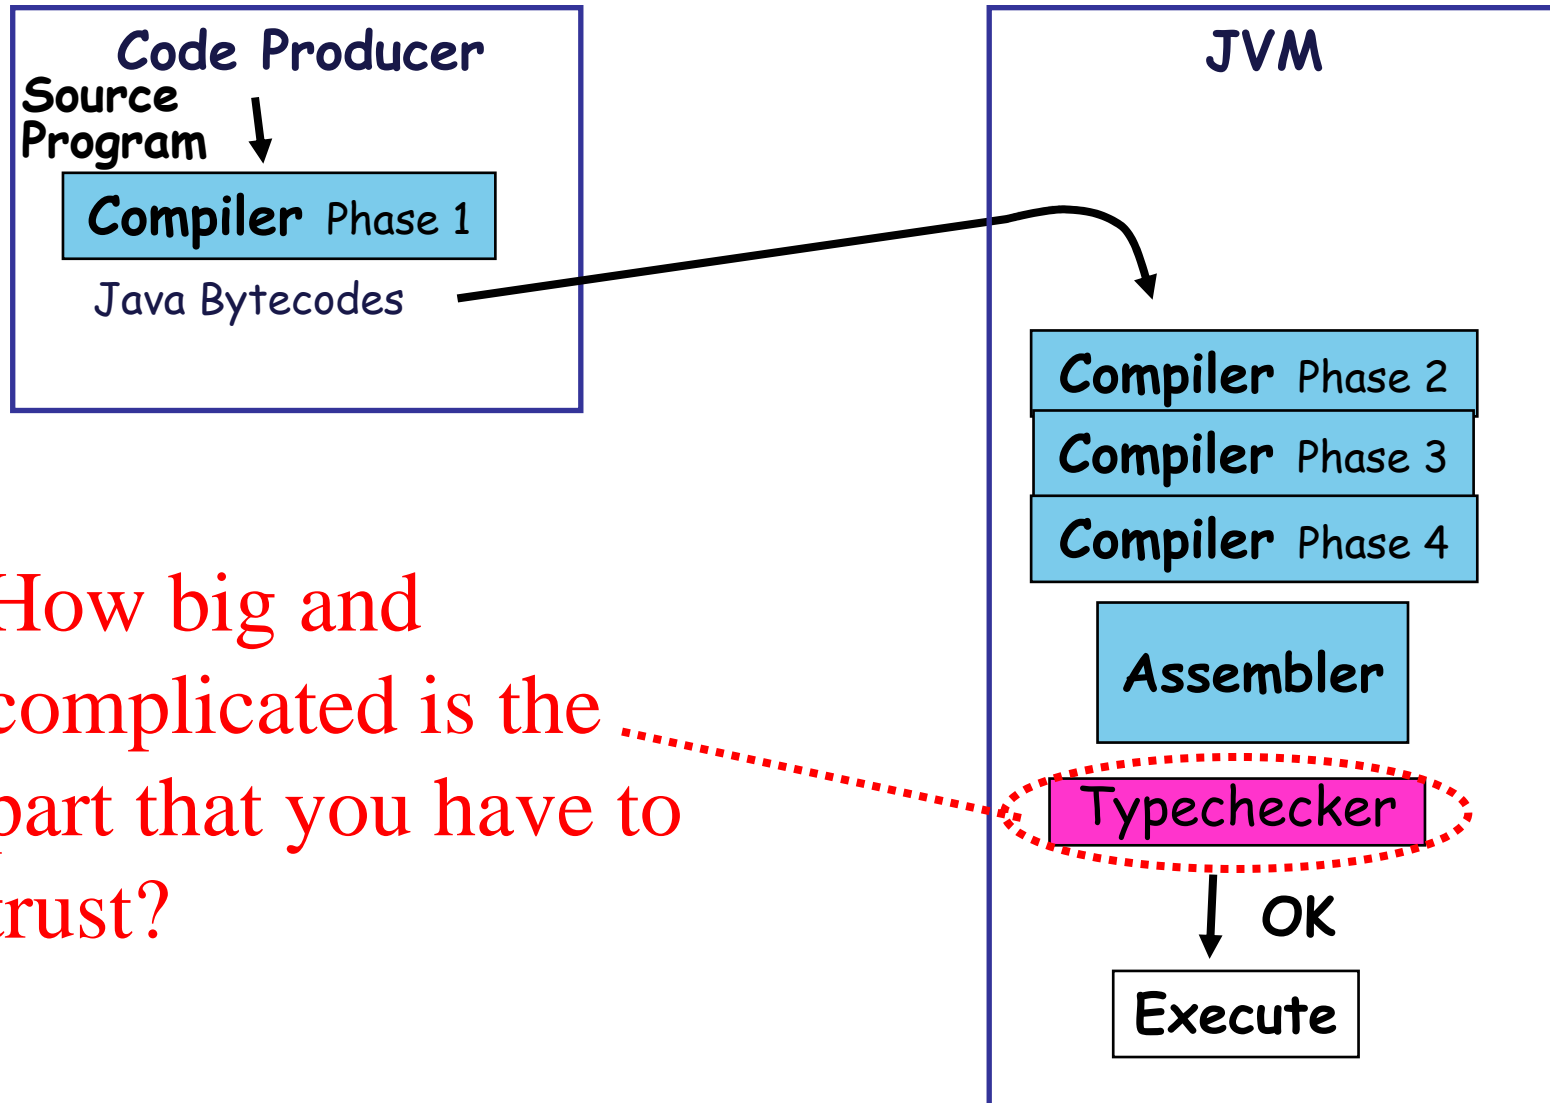 Code Producer
Source
Program
Compiler Phase 1
Java Bytecodes
JVM
Compiler Phase 2
Compiler Phase 3
Compiler Phase 4
Assembler
Typechecker
OK
Execute
How big and
complicated is the
part that you have to
trust?